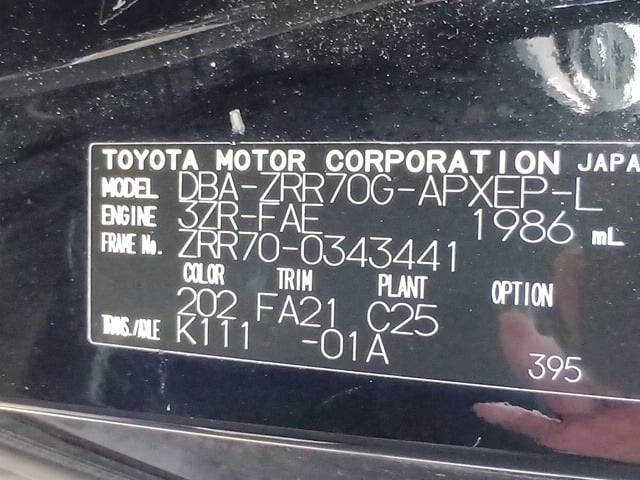 TOYOTA MOTOR CORPORATION JAPA
MODEL DBA-ZRR70G-APXEP-L
ENGINE 3ZR-FAE 1986 mL
FRAME No. ZRR70-0343441
COLOR TRIM PLANT OPTION
202 FA21 C25
TRANS./AXLE K111 -01A
395